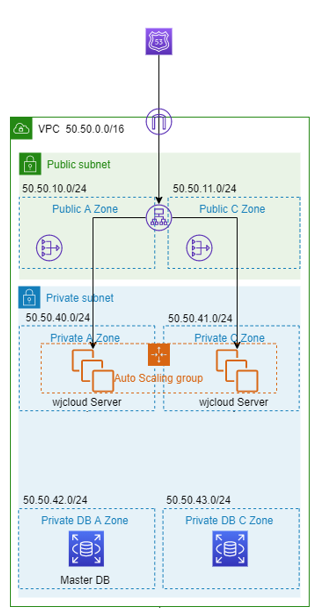 53
VPC 50.50.0.0/16
Public subnet
50.50.10.0/24
50.50.11.0/24
Public A Zone
Public C Zone
Private subnet
50.50.40.0/24
50.50.41.0/24
Private A Zone
Private C Zone
Auto Scaling group
wjcloud Server
wjcloud Server
50.50.42.0/24
50.50.43.0/24
Private DB A Zone
Private DB C Zone
Master DB